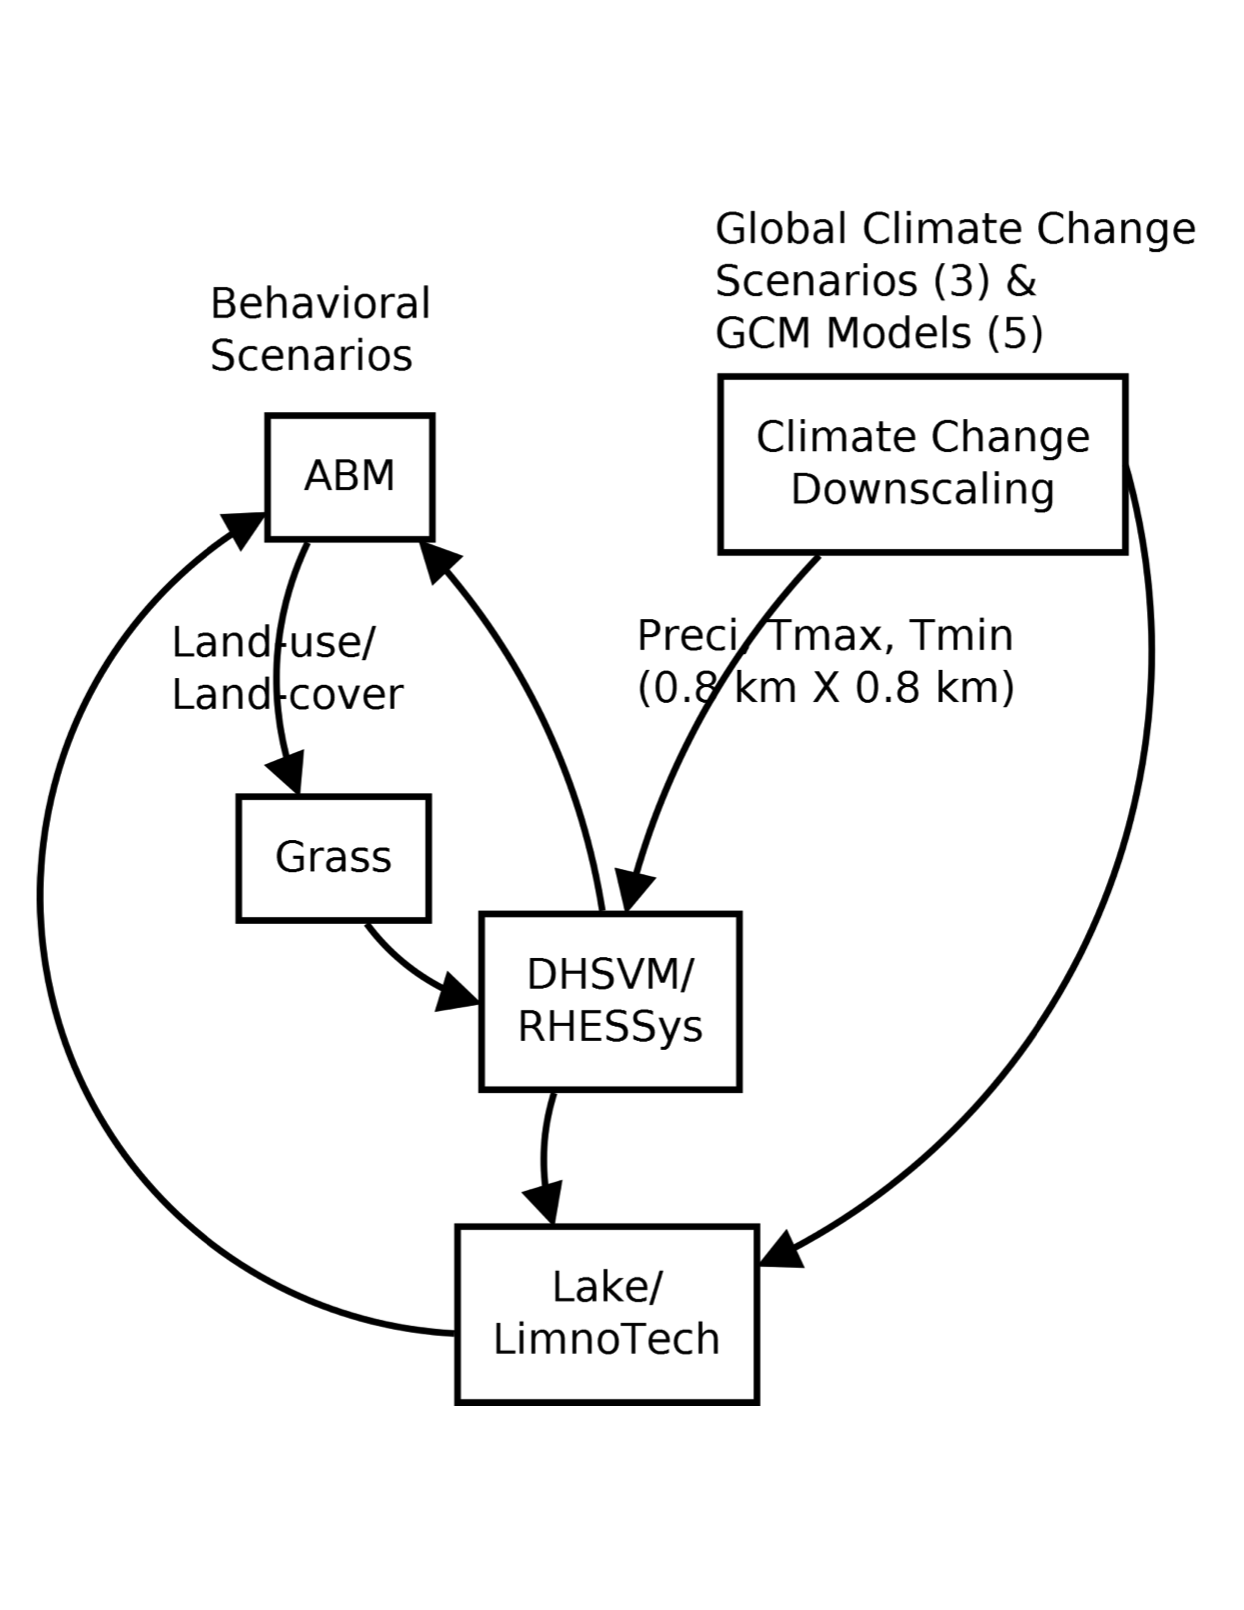 Global Climate Change
Scenarios (3) &
GCM Models (5)
Behavioral
Scenarios
Climate Change
Downscaling
ABM
Land-use/
Land-cover
Preci, Tmax, Tmin
(0.8 km X 0.8 km)
Grass
DHSVM/
RHESSys
Lake/
LimnoTech